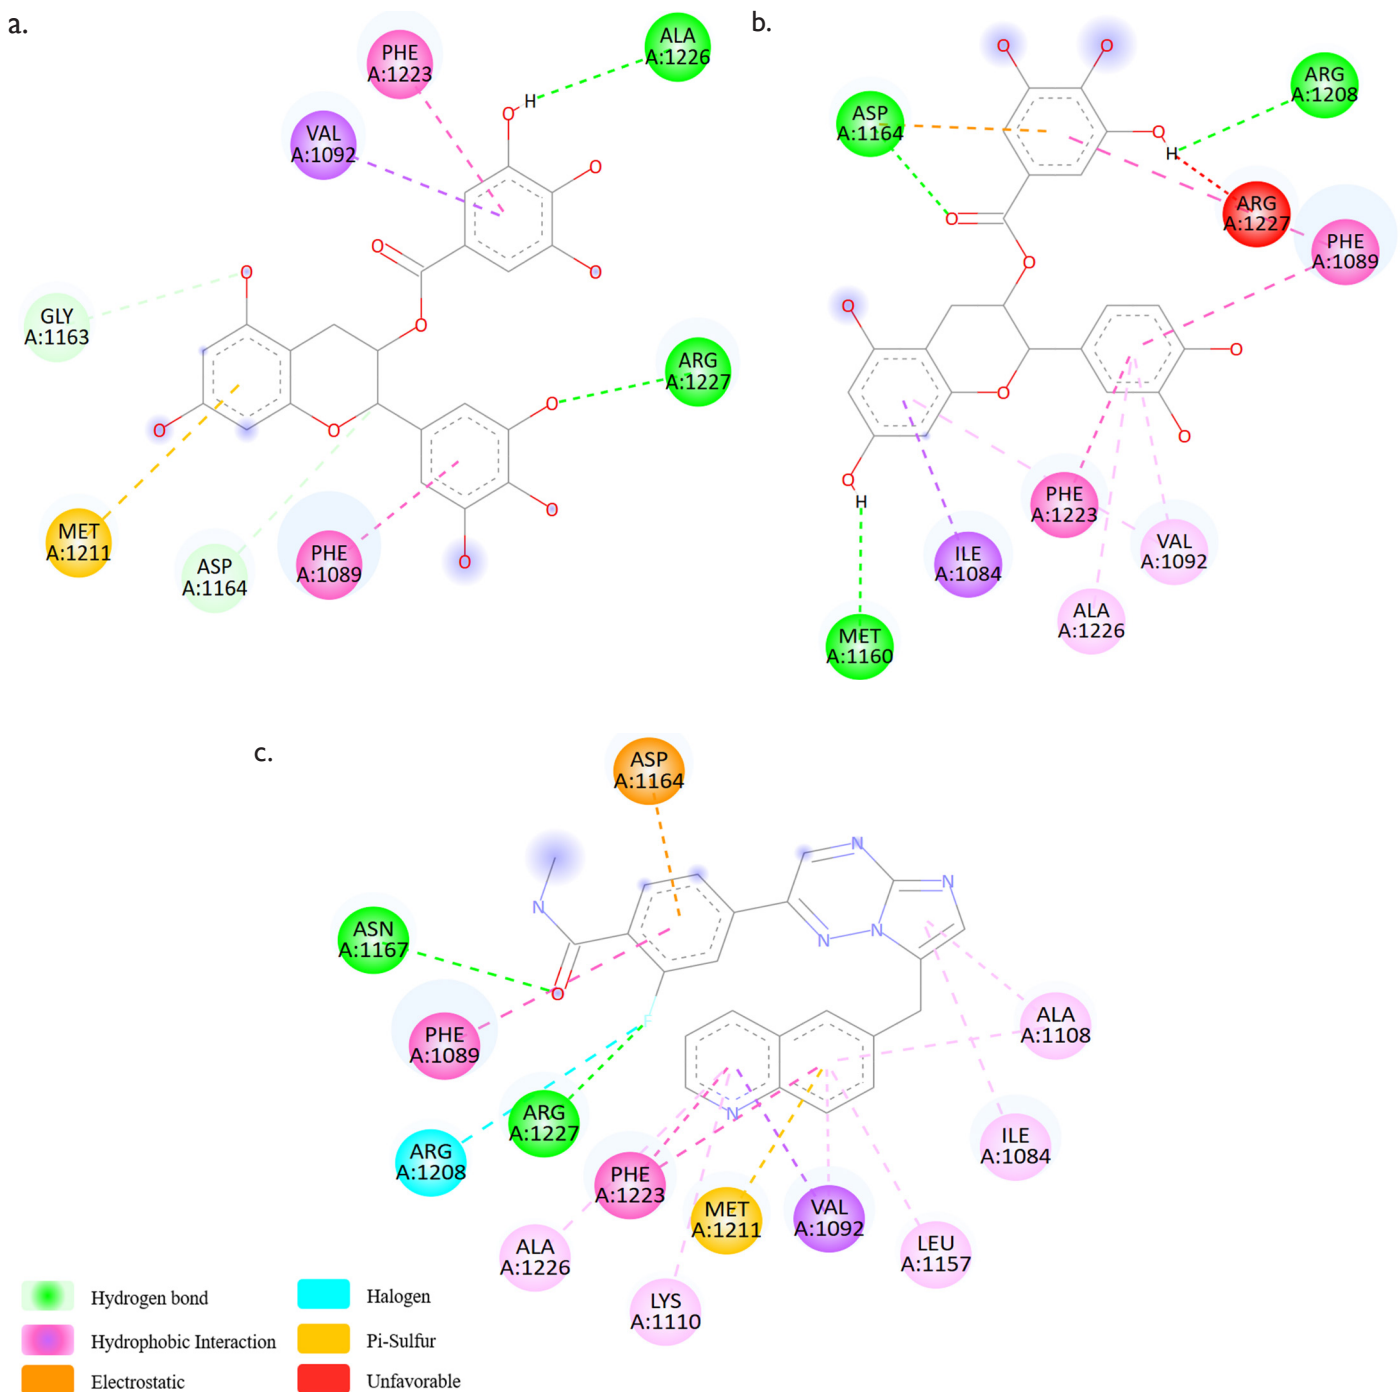 a.
PHE
A:1223
ALA
A:1226
H
O
VAL
A:1092
O
O
O
O
GLY
A:1163
O
ARG
A:1227
O
O
O
MET
A:1211
O
ASP
A:1164
PHE
A:1089
O
b.
O
O
ARG
A:1208
ASP
A:1164
O
H
ARG
A:1227
O
PHE
A:1089
O
O
O
O
O
O
H
PHE
A:1223
ILE
A:1084
VAL
A:1092
ALA
A:1226
MET
A:1160
c.
ASP
A:1164
N
N
N
ASN
A:1167
N
N
O
F
PHE
A:1089
ALA
A:1108
ARG
A:1227
N
ARG
A:1208
ILE
A:1084
PHE
A:1223
MET
A:1211
VAL
A:1092
ALA
A:1226
LEU
A:1157
LYS
A:1110
Hydrogen bond
Halogen
Hydrophobic Interaction
Pi-Sulfur
Electrostatic
Unfavorable